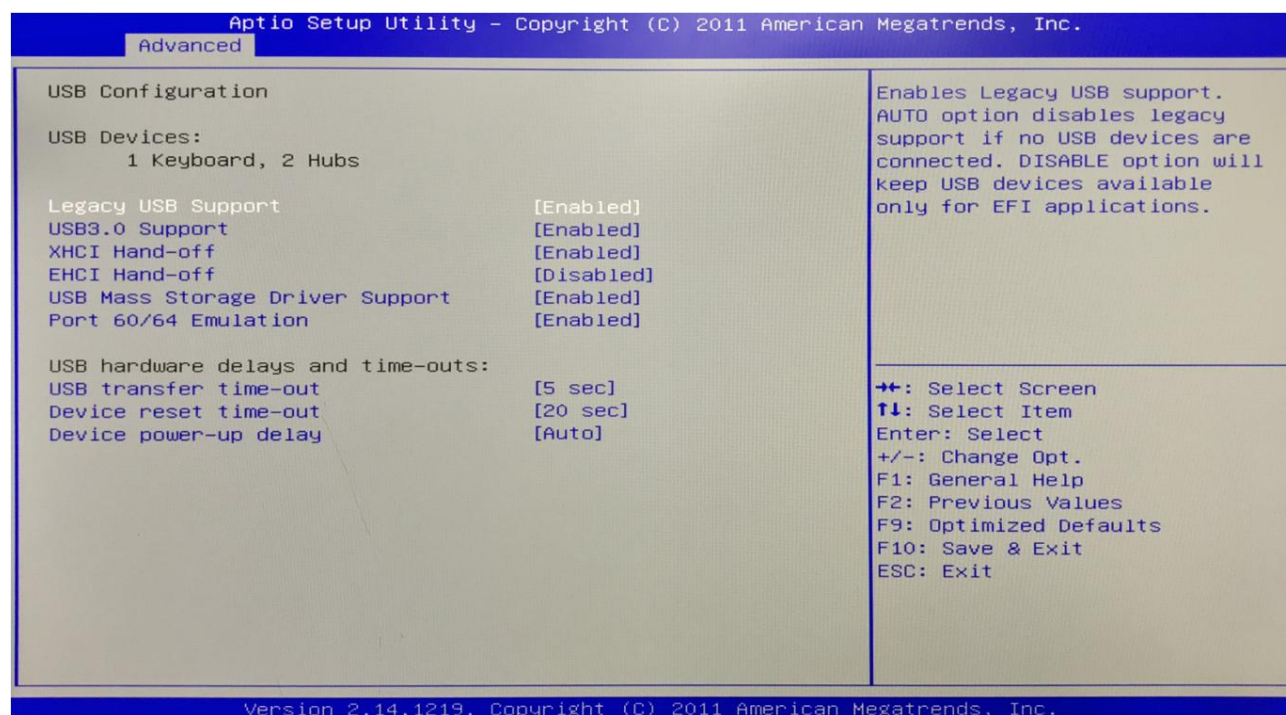 Aptio Setup Utility – Copyright (C) 2011 American Megatrends, Inc.
Advanced
USB Configuration
USB Devices:
1 Keyboard, 2 Hubs
Legacy USB Support [Enabled]
USB3.0 Support [Enabled]
XHCI Hand-off [Enabled]
EHCI Hand-off [Disabled]
USB Mass Storage Driver Support [Enabled]
Port 60/64 Emulation [Enabled]
USB hardware delays and time-outs:
USB transfer time-out [5 sec]
Device reset time-out [20 sec]
Device power-up delay [Auto]
Enables Legacy USB support.
AUTO option disables legacy
support if no USB devices are
connected. DISABLE option will
keep USB devices available
only for EFI applications.
→←: Select Screen
↑↓: Select Item
Enter: Select
+/-: Change Opt.
F1: General Help
F2: Previous Values
F9: Optimized Defaults
F10: Save & Exit
ESC: Exit
Version 2.14.1219. Copyright (C) 2011 American Megatrends, Inc.